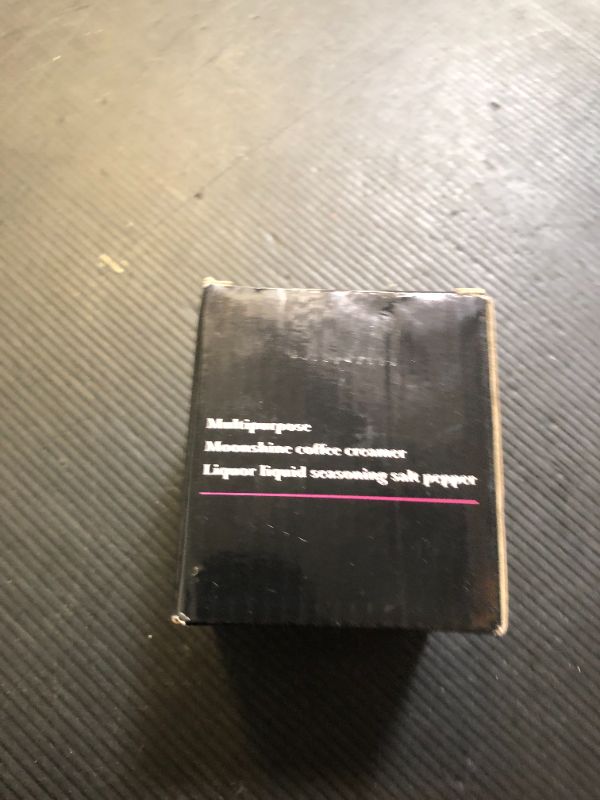 Multipurpose
Moonshine coffee creamer
Liquor liquid seasoning salt pepper